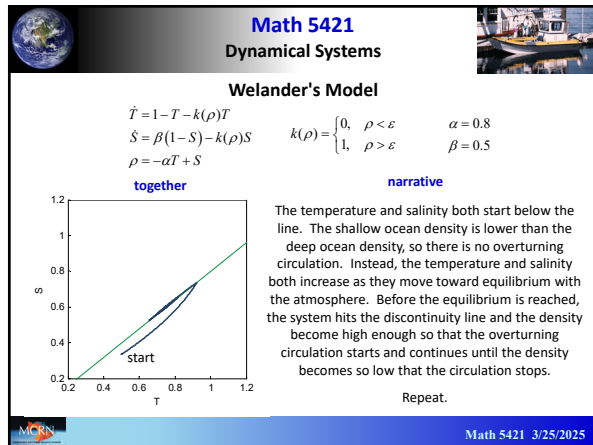 Math 5421
Dynamical Systems
Welander's Model
Ṫ = 1 − T − k(ρ)T
Ṡ = β(1 − S) − k(ρ)S
ρ = −αT + S
k(ρ) = {0, ρ < ε
1, ρ > ε
α = 0.8
β = 0.5
together
1.2
1
0.8
0.6
0.4
0.2
S
start
0.2 0.4 0.6 0.8 1 1.2
T
narrative
The temperature and salinity both start below the
line. The shallow ocean density is lower than the
deep ocean density, so there is no overturning
circulation. Instead, the temperature and salinity
both increase as they move toward equilibrium with
the atmosphere. Before the equilibrium is reached,
the system hits the discontinuity line and the density
become high enough so that the overturning
circulation starts and continues until the density
becomes so low that the circulation stops.
Repeat.
MCRN
Math 5421 3/25/2025